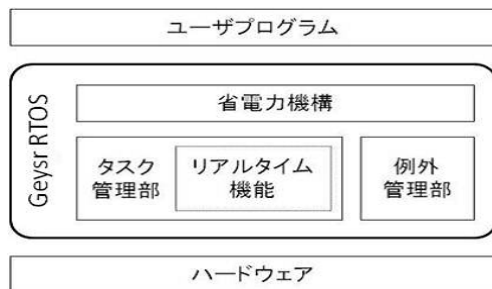 ユーザプログラム
Geysr RTOS
省電力機構
タスク
管理部
リアルタイム
機能
例外
管理部
ハードウェア